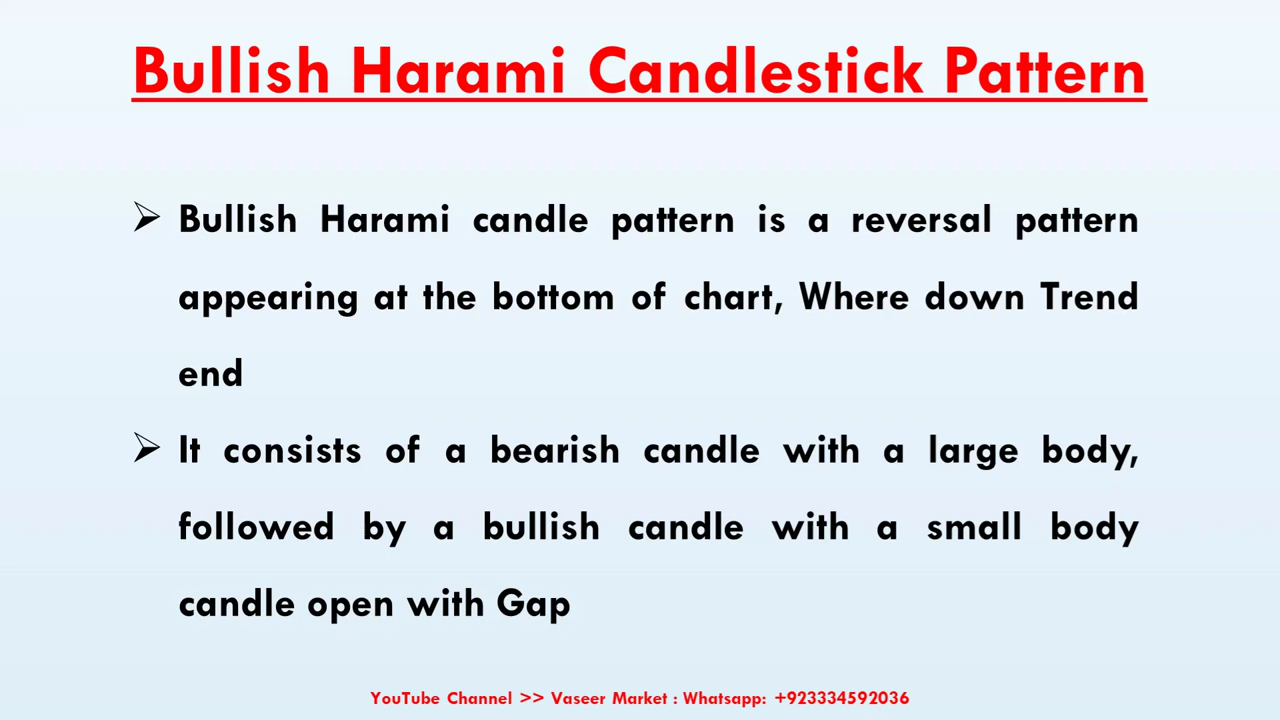 Bullish Harami Candlestick Pattern
➢ Bullish Harami candle pattern is a reversal pattern
appearing at the bottom of chart, Where down Trend
end
➢ It consists of a bearish candle with a large body,
followed by a bullish candle with a small body
candle open with Gap
YouTube Channel >> Vaseer Market : Whatsapp: +923334592036